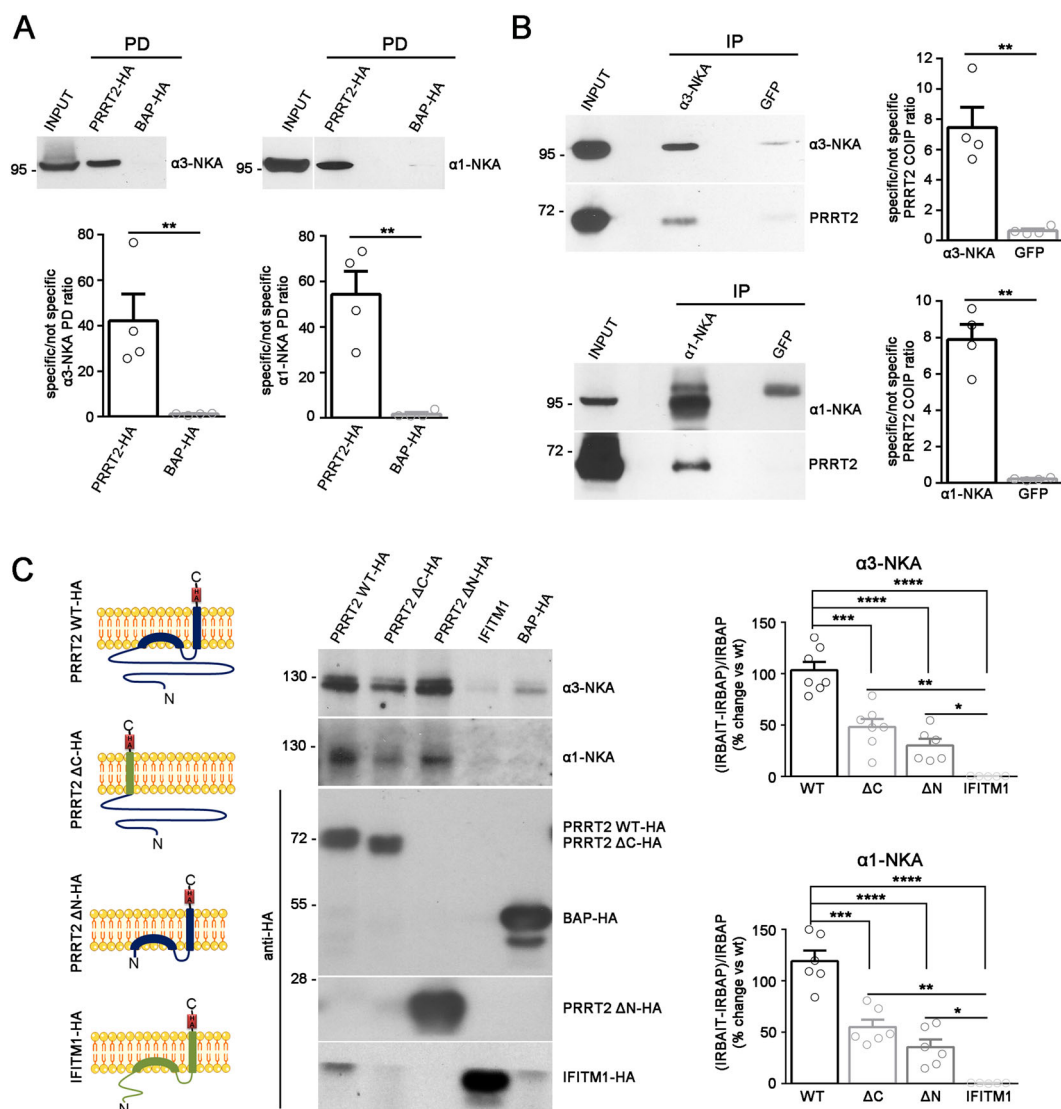 A
PD
INPUT
PRRT2-HA
BAP-HA
95 -
α3-NKA
PD
INPUT
PRRT2-HA
BAP-HA
95 -
α1-NKA
specific/not specific
α3-NKA PD ratio
80
60
40
20
0
**
PRRT2-HA
BAP-HA
specific/not specific
α1-NKA PD ratio
80
60
40
20
0
**
PRRT2-HA
BAP-HA
B
IP
INPUT
α3-NKA
GFP
95 -
α3-NKA
72 -
PRRT2
specific/not specific
PRRT2 COIP ratio
12
10
8
6
4
2
0
**
α3-NKA
GFP
IP
INPUT
α1-NKA
GFP
95 -
α1-NKA
72 -
PRRT2
specific/not specific
PRRT2 COIP ratio
10
8
6
4
2
0
**
α1-NKA
GFP
C
PRRT2 WT-HA
C
HA
N
PRRT2 ΔC-HA
C
HA
N
PRRT2 ΔN-HA
C
HA
N
IFITM1-HA
C
HA
N
PRRT2 WT-HA
PRRT2 ΔC-HA
PRRT2 ΔN-HA
IFITM1
BAP-HA
130 -
α3-NKA
130 -
α1-NKA
anti-HA
72 -
PRRT2 WT-HA
PRRT2 ΔC-HA
55 -
BAP-HA
28 -
PRRT2 ΔN-HA
IFITM1-HA
α3-NKA
(IRBAIT-IRBAP)/IRBAP
(% change vs wt)
150
100
50
0
****
****
***
**
*
WT
ΔC
ΔN
IFITM1
α1-NKA
(IRBAIT-IRBAP)/IRBAP
(% change vs wt)
150
100
50
0
****
****
***
**
*
WT
ΔC
ΔN
IFITM1